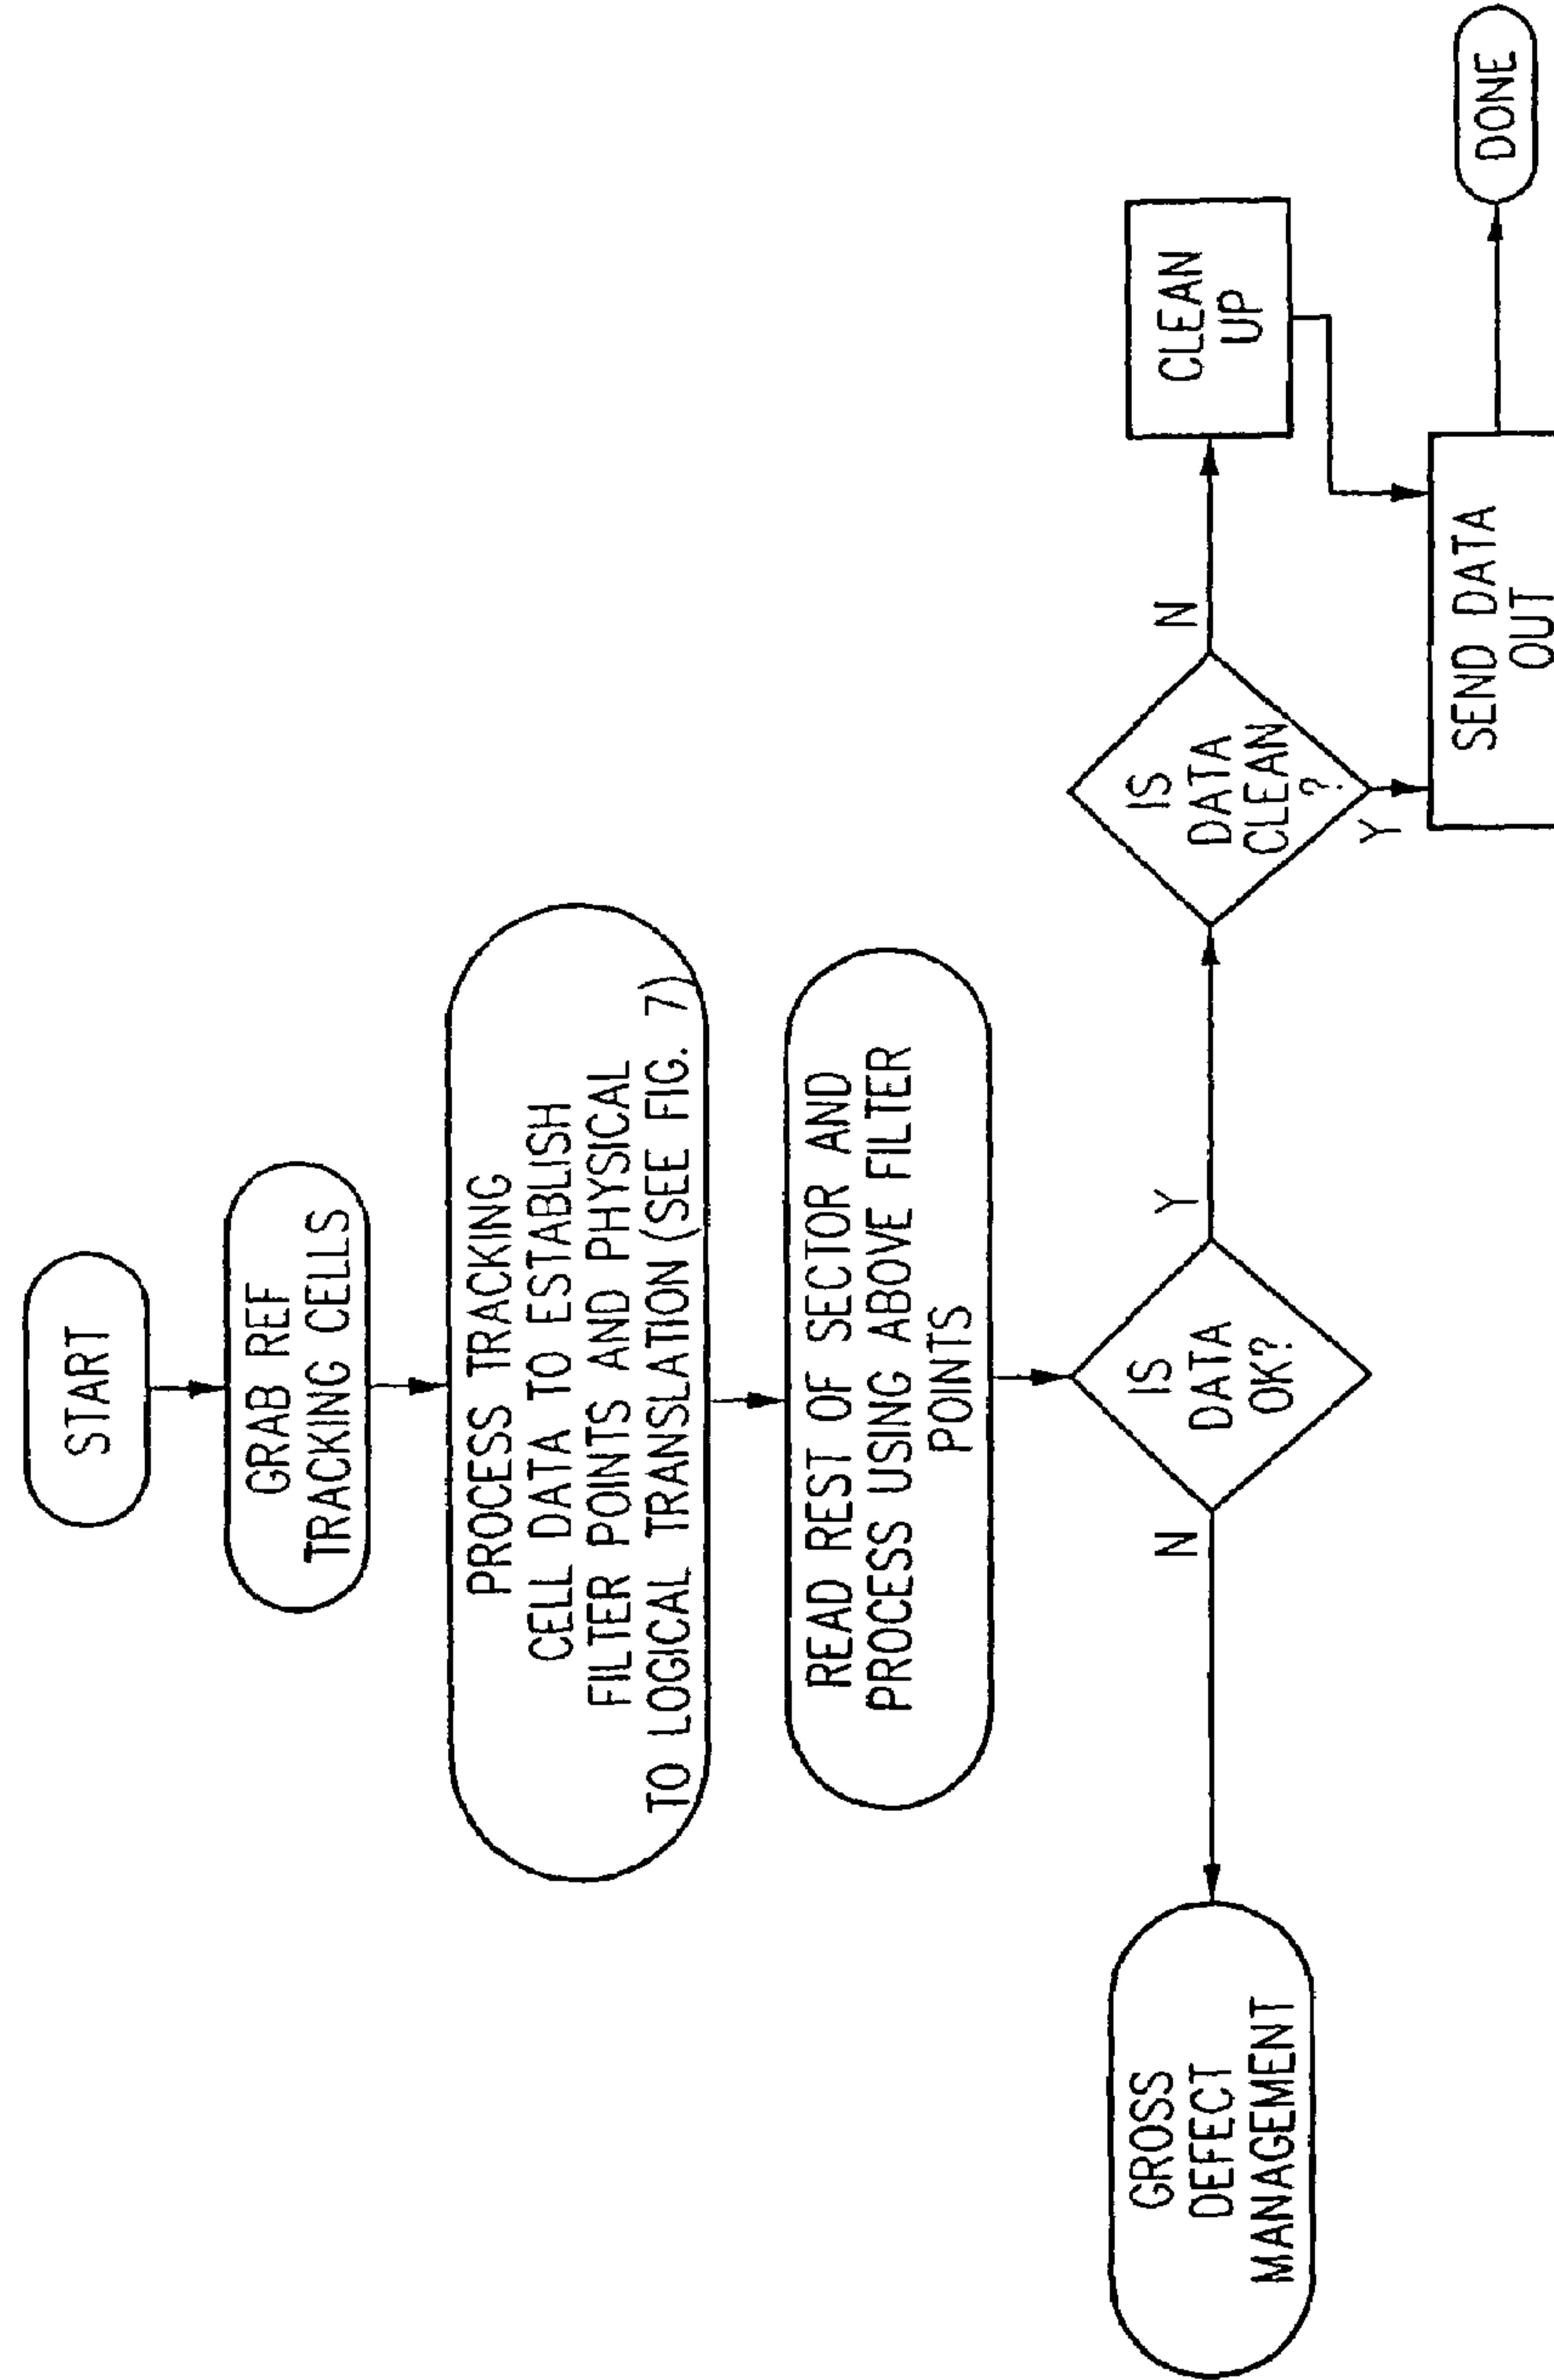 START
GRAB REF
TRACKING CELLS
PROCESS TRACKING
CELL DATA TO ESTABLISH
FILTER POINTS AND PHYSICAL
TO LOGICAL TRANSLATION (SEE FIG. 7)
READ REST OF SECTOR AND
PROCESS USING ABOVE FILTER
POINTS
IS
DATA
OK?
N
Y
GROSS
DEFECT
MANAGEMENT
IS
DATA
CLEAN
?
N
Y
CLEAN
UP
SEND DATA
OUT
DONE